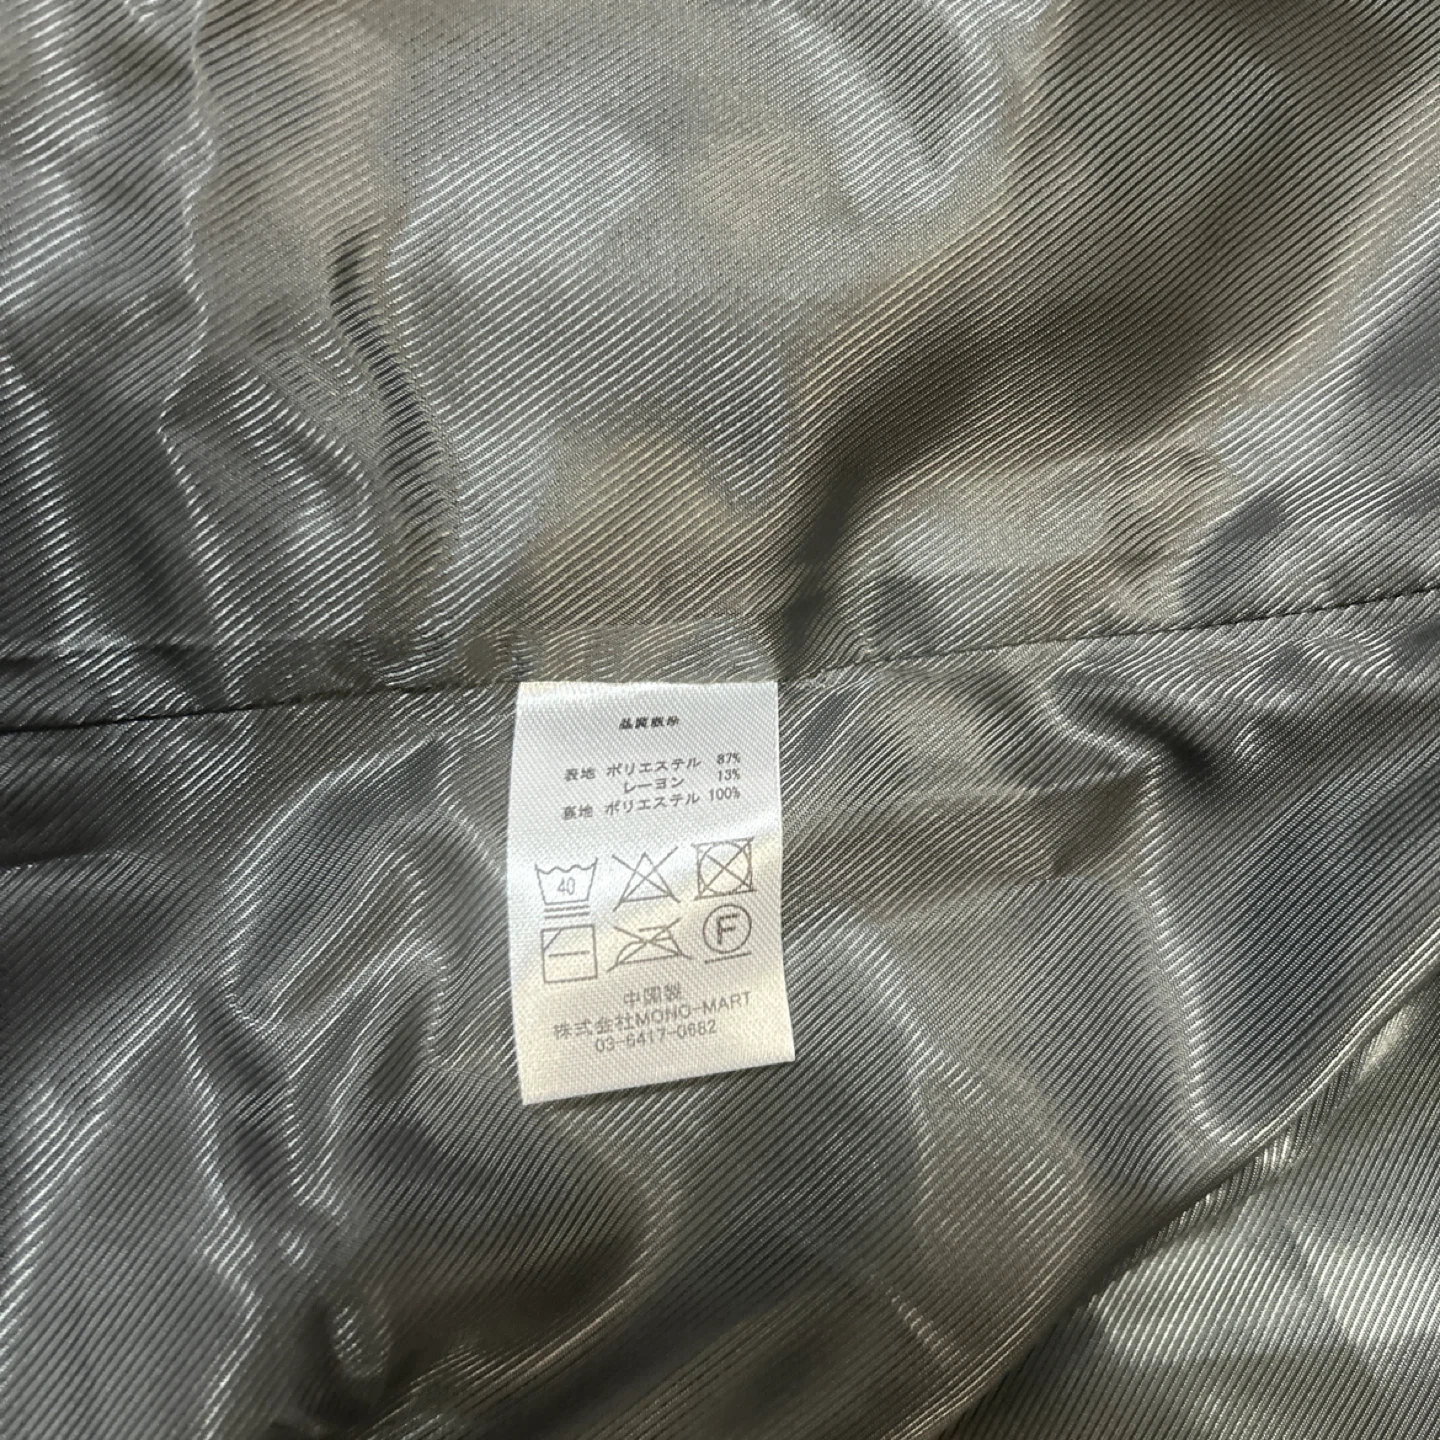 品質表示
表地 ポリエステル 87%
レーヨン 13%
裏地 ポリエステル 100%
40
F
中国製
株式会社MONO-MART
03-6417-0682